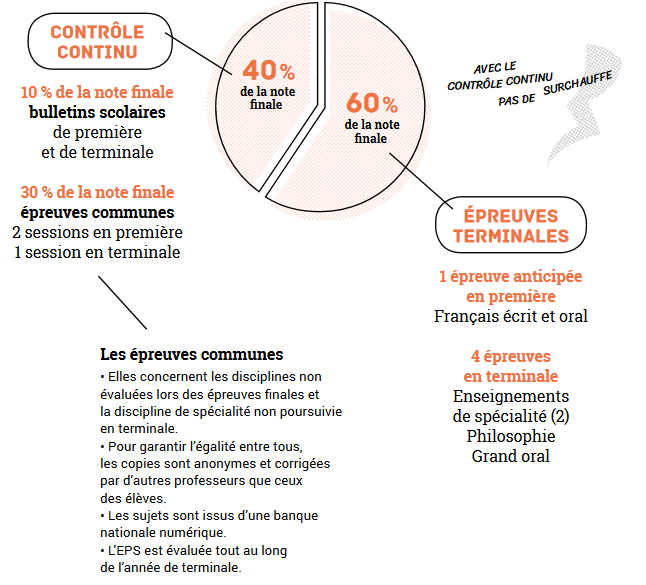 CONTRÔLE
CONTINU
10 % de la note finale
bulletins scolaires
de première
et de terminale
30 % de la note finale
épreuves communes
2 sessions en première
1 session en terminale
40%
de la note
finale
60%
de la note
finale
AVEC LE
CONTRÔLE CONTINU
PAS DE SURCHAUFFE
ÉPREUVES
TERMINALES
1 épreuve anticipée
en première
Français écrit et oral
4 épreuves
en terminale
Enseignements
de spécialité (2)
Philosophie
Grand oral
Les épreuves communes
• Elles concernent les disciplines non
évaluées lors des épreuves finales et
la discipline de spécialité non poursuivie
en terminale.
• Pour garantir l'égalité entre tous,
les copies sont anonymes et corrigées
par d'autres professeurs que ceux
des élèves.
• Les sujets sont issus d'une banque
nationale numérique.
• L'EPS est évaluée tout au long
de l'année de terminale.